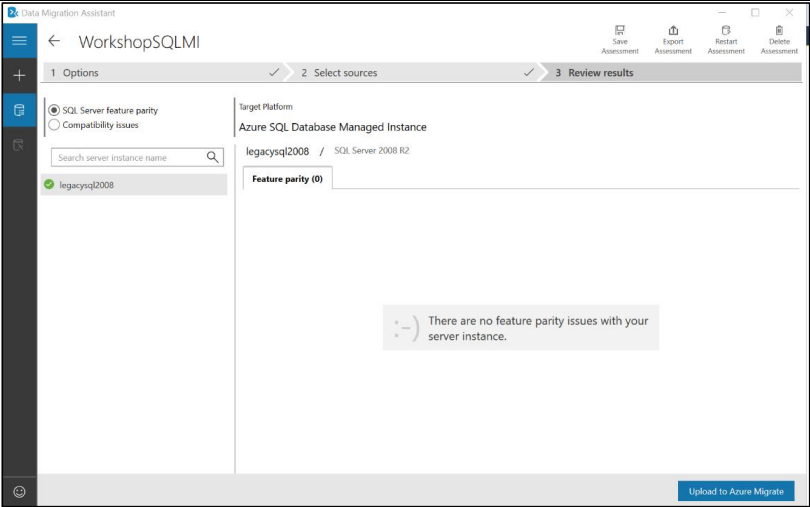 Data Migration Assistant
WorkshopSQLMI
Save Assessment
Export Assessment
Restart Assessment
Delete Assessment
1 Options
2 Select sources
3 Review results
SQL Server feature parity
Compatibility issues
Search server instance name
legacysql2008
Target Platform
Azure SQL Database Managed Instance
legacysql2008 / SQL Server 2008 R2
Feature parity (0)
:-)
There are no feature parity issues with your
server instance.
Upload to Azure Migrate